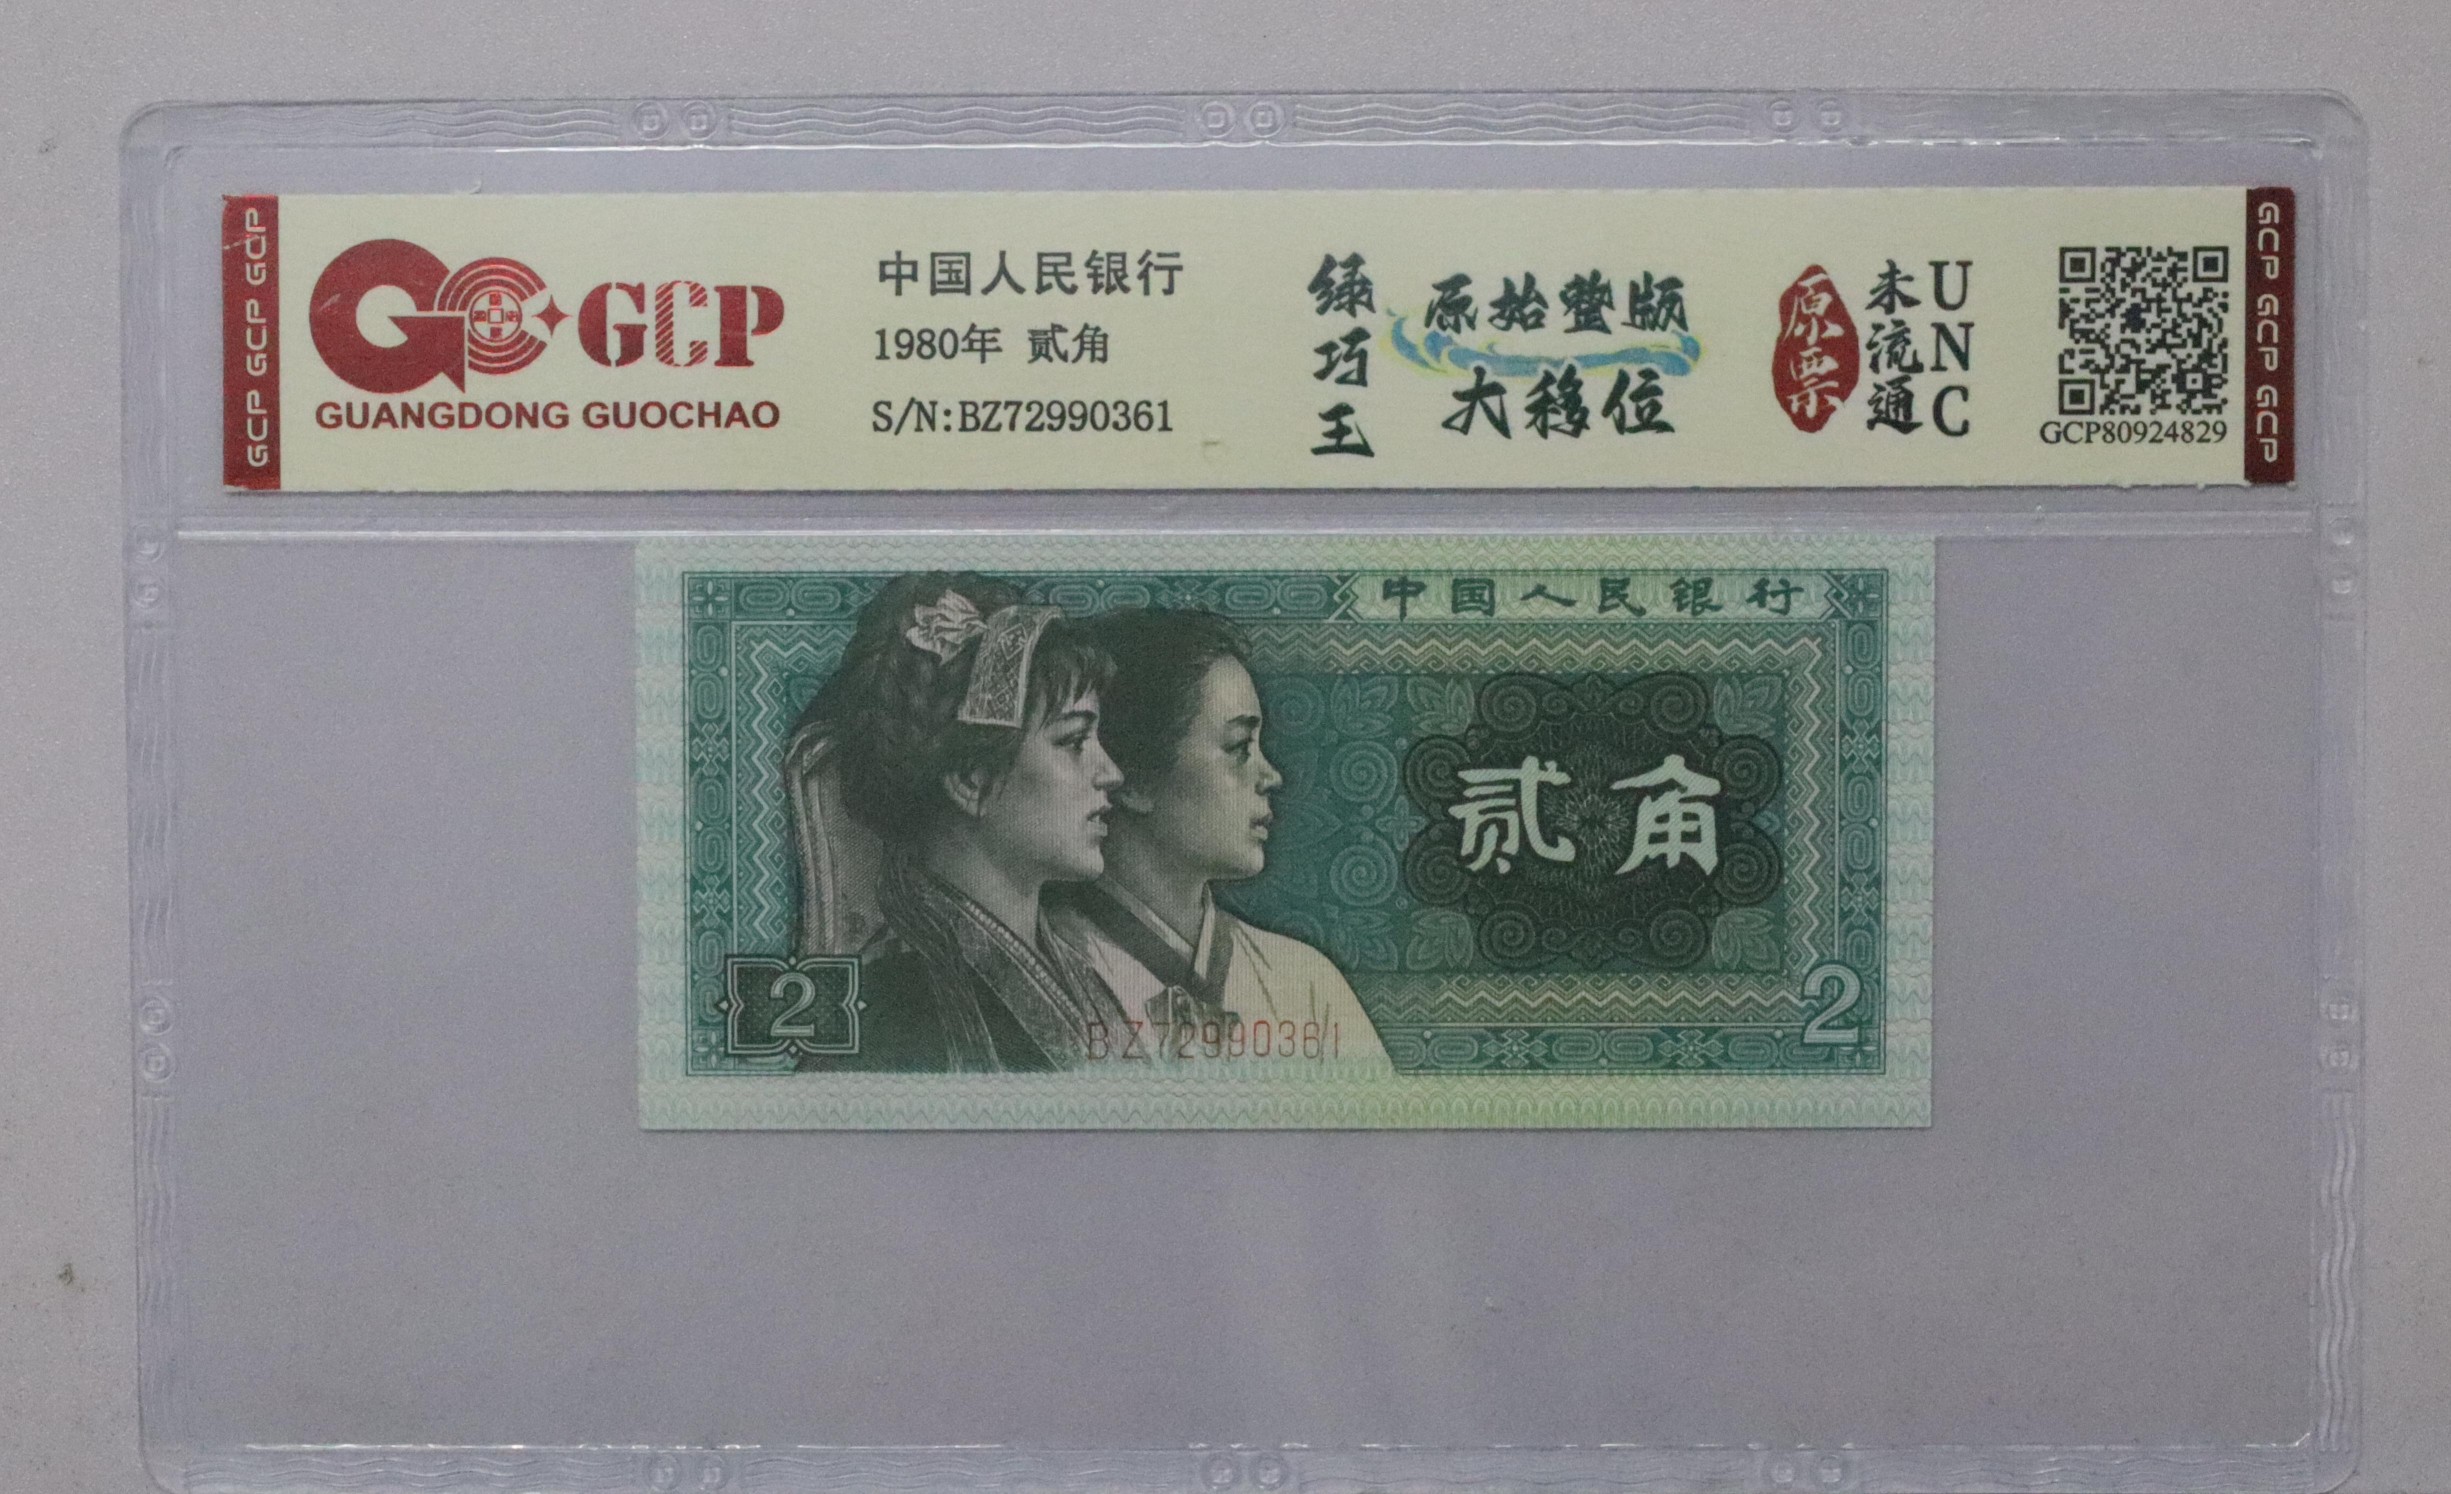 GCP GCP GCP
GCP
GUANGDONG GUOCHAO
中国人民银行
1980年 贰角
S/N:BZ72990361
绿巧王
原始整版
大移位
原票
未流通
UNC
GCP80924829
GCP GCP GCP
中国人民银行
贰角
2
2
BZ72990361